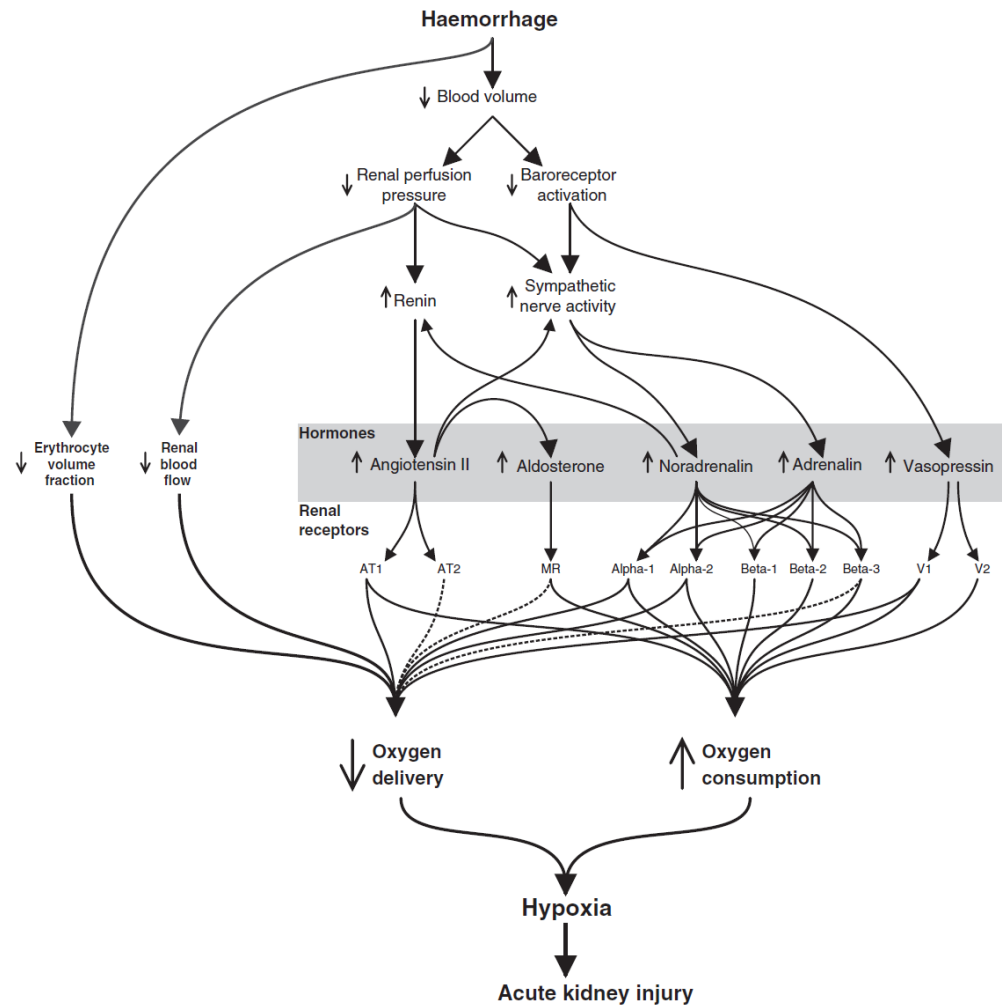 Haemorrhage
Blood volume
Renal perfusion
pressure
Baroreceptor
activation
Renin
Sympathetic
nerve activity
Hormones
Erythrocyte
volume
fraction
Renal
blood
flow
Angiotensin II
Aldosterone
Noradrenalin
Adrenalin
Vasopressin
Renal
receptors
AT1
AT2
MR
Alpha-1
Alpha-2
Beta-1
Beta-2
Beta-3
V1
V2
Oxygen
delivery
Oxygen
consumption
Hypoxia
Acute kidney injury